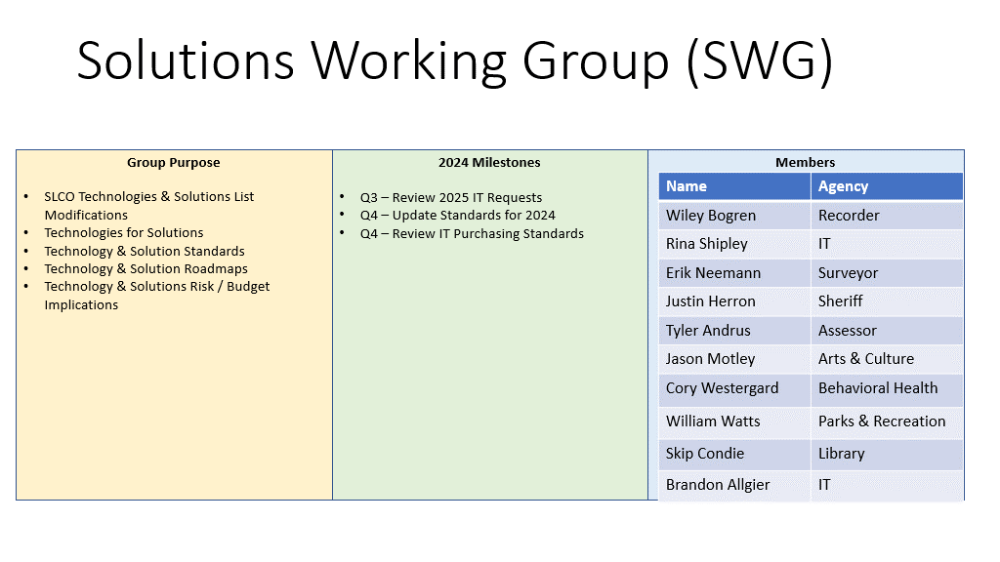 Solutions Working Group (SWG)
Group Purpose
• SLCO Technologies & Solutions List
Modifications
• Technologies for Solutions
• Technology & Solution Standards
• Technology & Solution Roadmaps
• Technology & Solutions Risk / Budget
Implications
2024 Milestones
• Q3 – Review 2025 IT Requests
• Q4 – Update Standards for 2024
• Q4 – Review IT Purchasing Standards
Members
Name Agency
Wiley Bogren Recorder
Rina Shipley IT
Erik Neemann Surveyor
Justin Herron Sheriff
Tyler Andrus Assessor
Jason Motley Arts & Culture
Cory Westergard Behavioral Health
William Watts Parks & Recreation
Skip Condie Library
Brandon Allgier IT